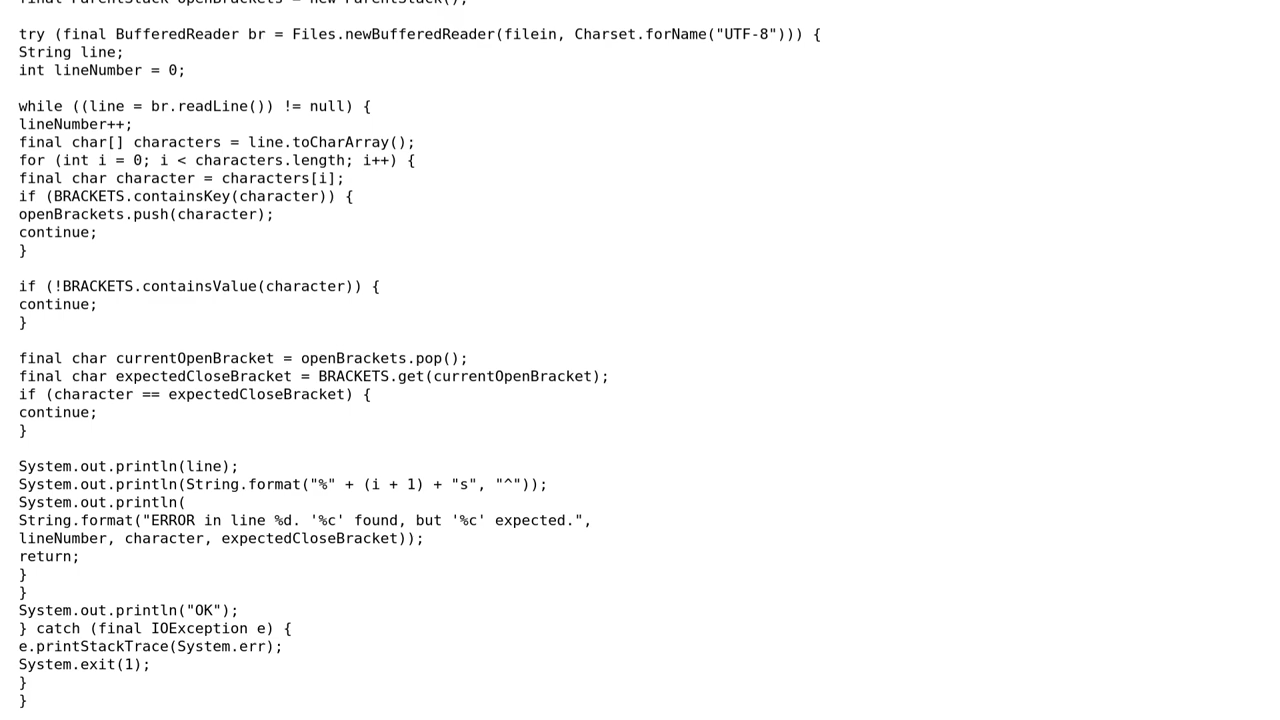 final ParentStack openBrackets = new ParentStack();

try (final BufferedReader br = Files.newBufferedReader(filein, Charset.forName("UTF-8"))) {
String line;
int lineNumber = 0;

while ((line = br.readLine()) != null) {
lineNumber++;
final char[] characters = line.toCharArray();
for (int i = 0; i < characters.length; i++) {
final char character = characters[i];
if (BRACKETS.containsKey(character)) {
openBrackets.push(character);
continue;
}

if (!BRACKETS.containsValue(character)) {
continue;
}

final char currentOpenBracket = openBrackets.pop();
final char expectedCloseBracket = BRACKETS.get(currentOpenBracket);
if (character == expectedCloseBracket) {
continue;
}

System.out.println(line);
System.out.println(String.format("%" + (i + 1) + "s", "^"));
System.out.println(
String.format("ERROR in line %d. '%c' found, but '%c' expected.",
lineNumber, character, expectedCloseBracket));
return;
}
}
System.out.println("OK");
} catch (final IOException e) {
e.printStackTrace(System.err);
System.exit(1);
}
}